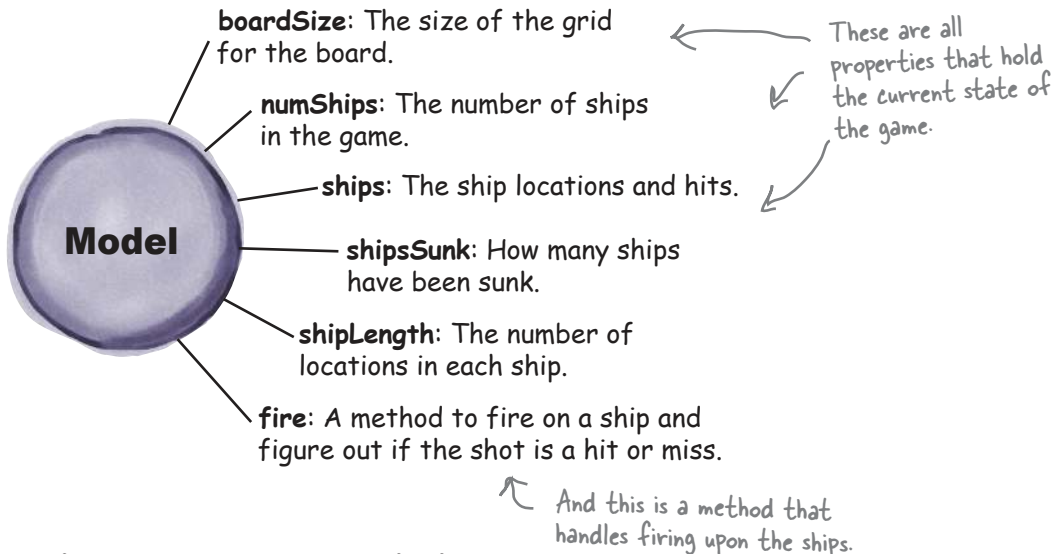 boardSize: The size of the grid
for the board.
These are all
properties that hold
the current state of
the game.
numShips: The number of ships
in the game.
ships: The ship locations and hits.
Model
shipsSunk: How many ships
have been sunk.
shipLength: The number of
locations in each ship.
fire: A method to fire on a ship and
figure out if the shot is a hit or miss.
And this is a method that
handles firing upon the ships.